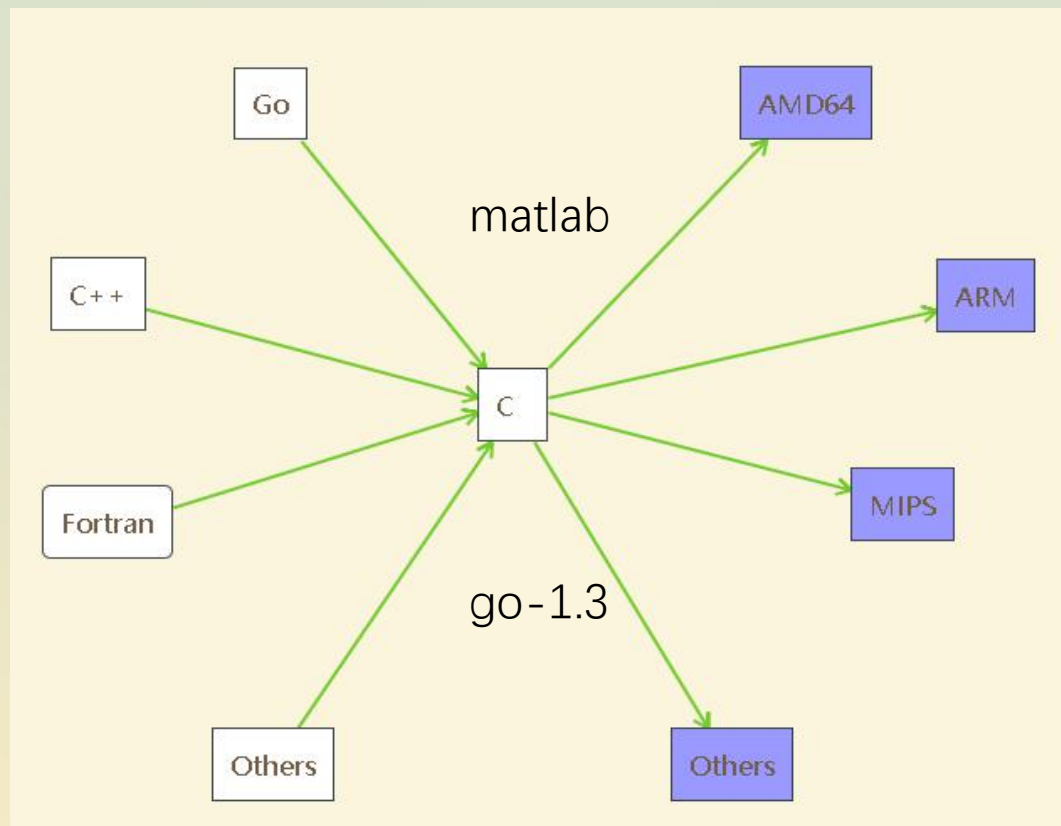 Go
AMD64
matlab
C++
ARM
C
Fortran
MIPS
go-1.3
Others
Others